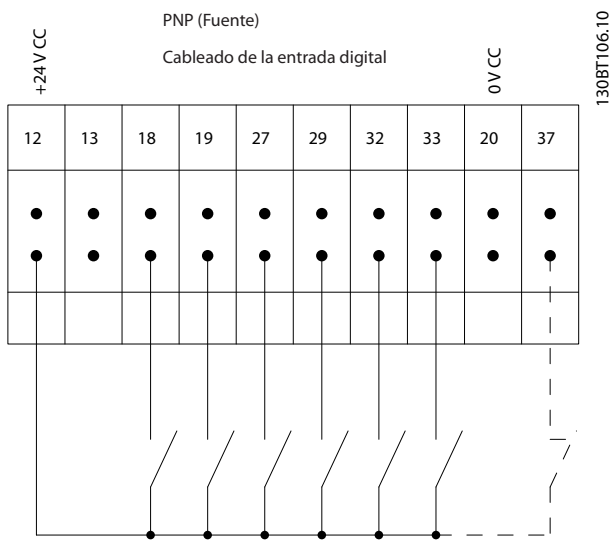 PNP (Fuente)
Cableado de la entrada digital
+24 V CC
0 V CC
130BT106.10
12 13 18 19 27 29 32 33 20 37